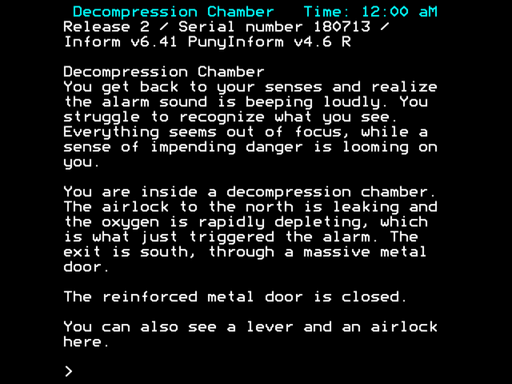 Decompression Chamber   Time: 12:00 aM
Release 2 / Serial number 180713 /
Inform v6.41 PunyInform v4.6 R
Decompression Chamber
You get back to your senses and realize
the alarm sound is beeping loudly. You
struggle to recognize what you see.
Everything seems out of focus, while a
sense of impending danger is looming on
you.
You are inside a decompression chamber.
The airlock to the north is leaking and
the oxygen is rapidly depleting, which
is what just triggered the alarm. The
exit is south, through a massive metal
door.
The reinforced metal door is closed.
You can also see a lever and an airlock
here.
>